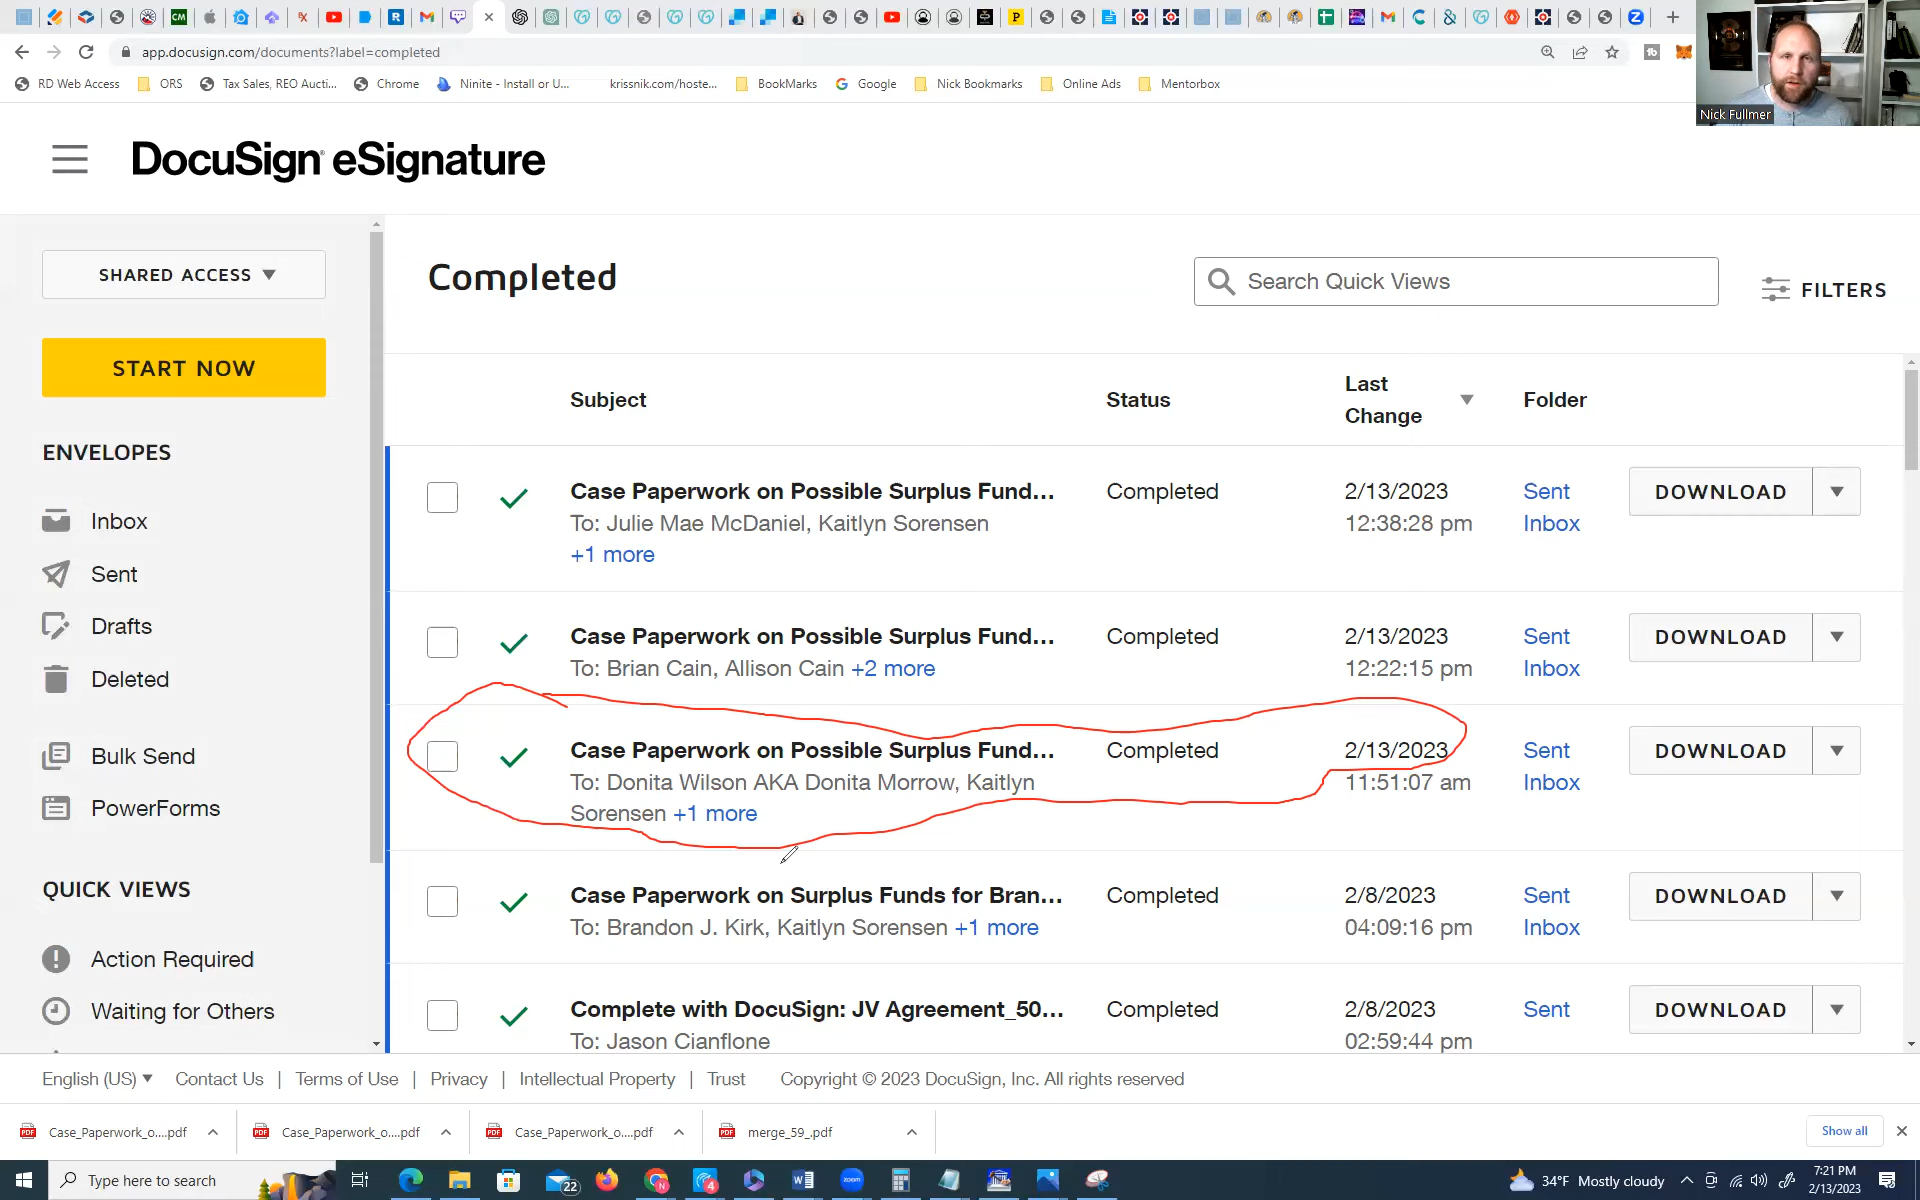 app.docusign.com/documents?label=completed
RD Web Access ORS Tax Sales, REO Aucti... Chrome Ninite - Install or U... krissnik.com/hoste... BookMarks Google Nick Bookmarks Online Ads Mentorbox
Nick Fullmer
DocuSign eSignature
SHARED ACCESS
START NOW
ENVELOPES
Inbox
Sent
Drafts
Deleted
Bulk Send
PowerForms
QUICK VIEWS
Action Required
Waiting for Others
Completed
Search Quick Views
FILTERS
Subject Status Last Change Folder
Case Paperwork on Possible Surplus Fund... Completed 2/13/2023 Sent DOWNLOAD
To: Julie Mae McDaniel, Kaitlyn Sorensen 12:38:28 pm Inbox
+1 more
Case Paperwork on Possible Surplus Fund... Completed 2/13/2023 Sent DOWNLOAD
To: Brian Cain, Allison Cain +2 more 12:22:15 pm Inbox
Case Paperwork on Possible Surplus Fund... Completed 2/13/2023 Sent DOWNLOAD
To: Donita Wilson AKA Donita Morrow, Kaitlyn 11:51:07 am Inbox
Sorensen +1 more
Case Paperwork on Surplus Funds for Bran... Completed 2/8/2023 Sent DOWNLOAD
To: Brandon J. Kirk, Kaitlyn Sorensen +1 more 04:09:16 pm Inbox
Complete with DocuSign: JV Agreement_50... Completed 2/8/2023 Sent DOWNLOAD
To: Jason Cianflone 02:59:44 pm
English (US) Contact Us | Terms of Use | Privacy | Intellectual Property | Trust Copyright © 2023 DocuSign, Inc. All rights reserved
Case_Paperwork_o....pdf Case_Paperwork_o....pdf Case_Paperwork_o....pdf merge_59_.pdf Show all
Type here to search 22 4 zoom 34°F Mostly cloudy 7:21 PM
2/13/2023